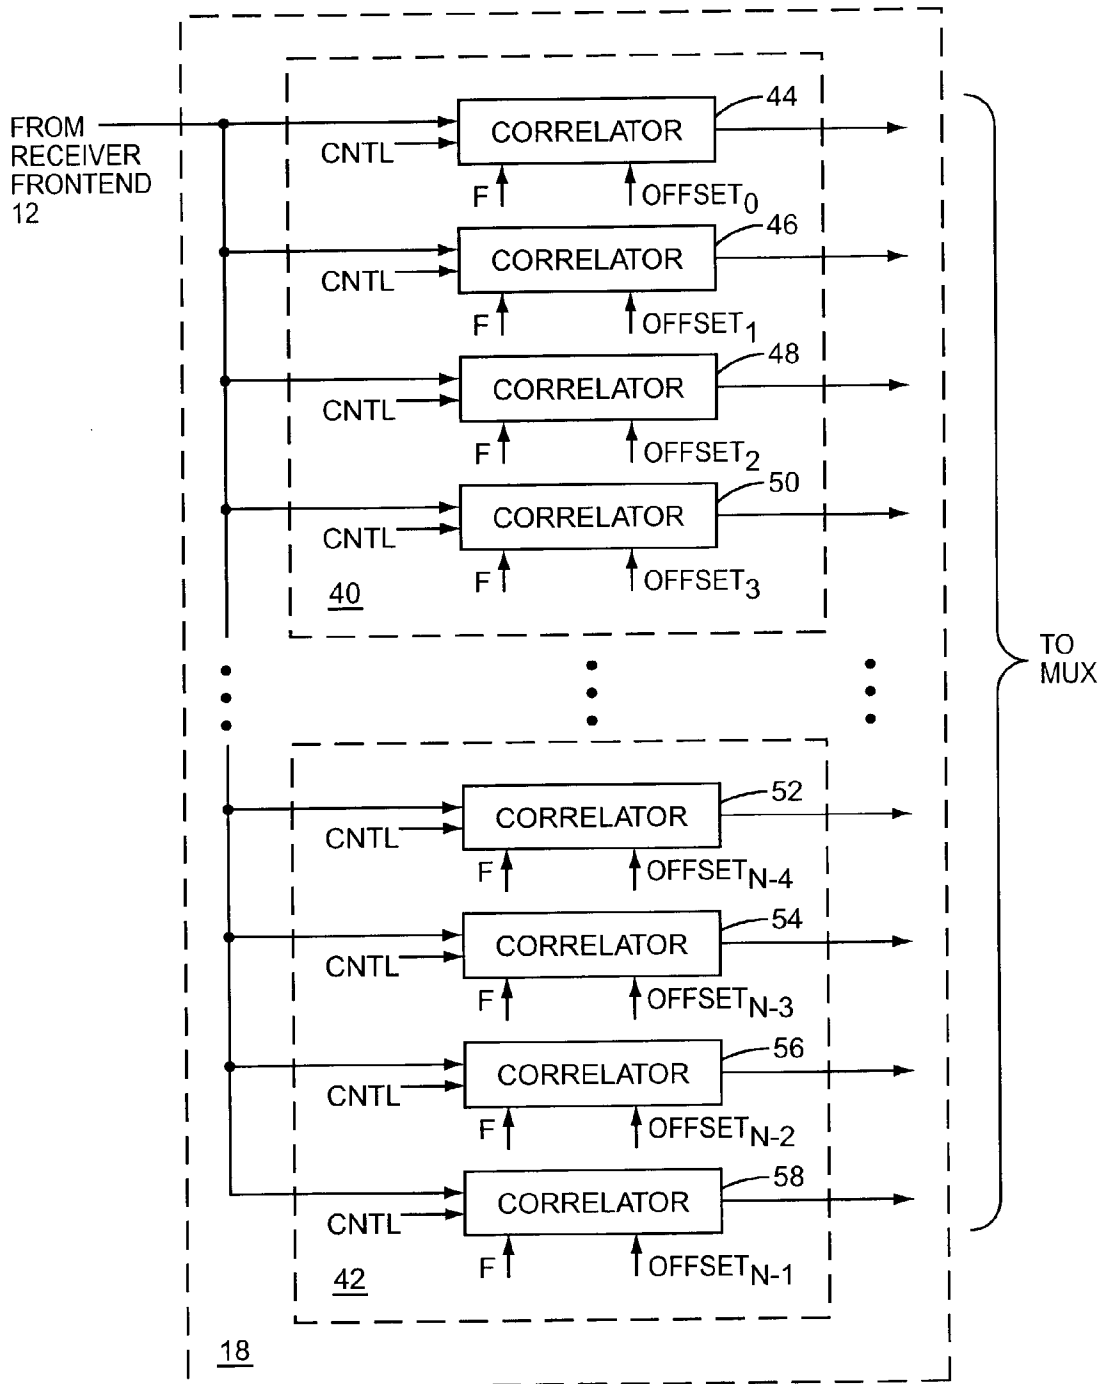 FROM
RECEIVER
FRONTEND
12
CORRELATOR
44
CNTL
F
OFFSET0
CORRELATOR
46
CNTL
F
OFFSET1
CORRELATOR
48
CNTL
F
OFFSET2
CORRELATOR
50
CNTL
F
OFFSET3
40
TO
MUX
CORRELATOR
52
CNTL
F
OFFSETN-4
CORRELATOR
54
CNTL
F
OFFSETN-3
CORRELATOR
56
CNTL
F
OFFSETN-2
CORRELATOR
58
CNTL
F
OFFSETN-1
42
18